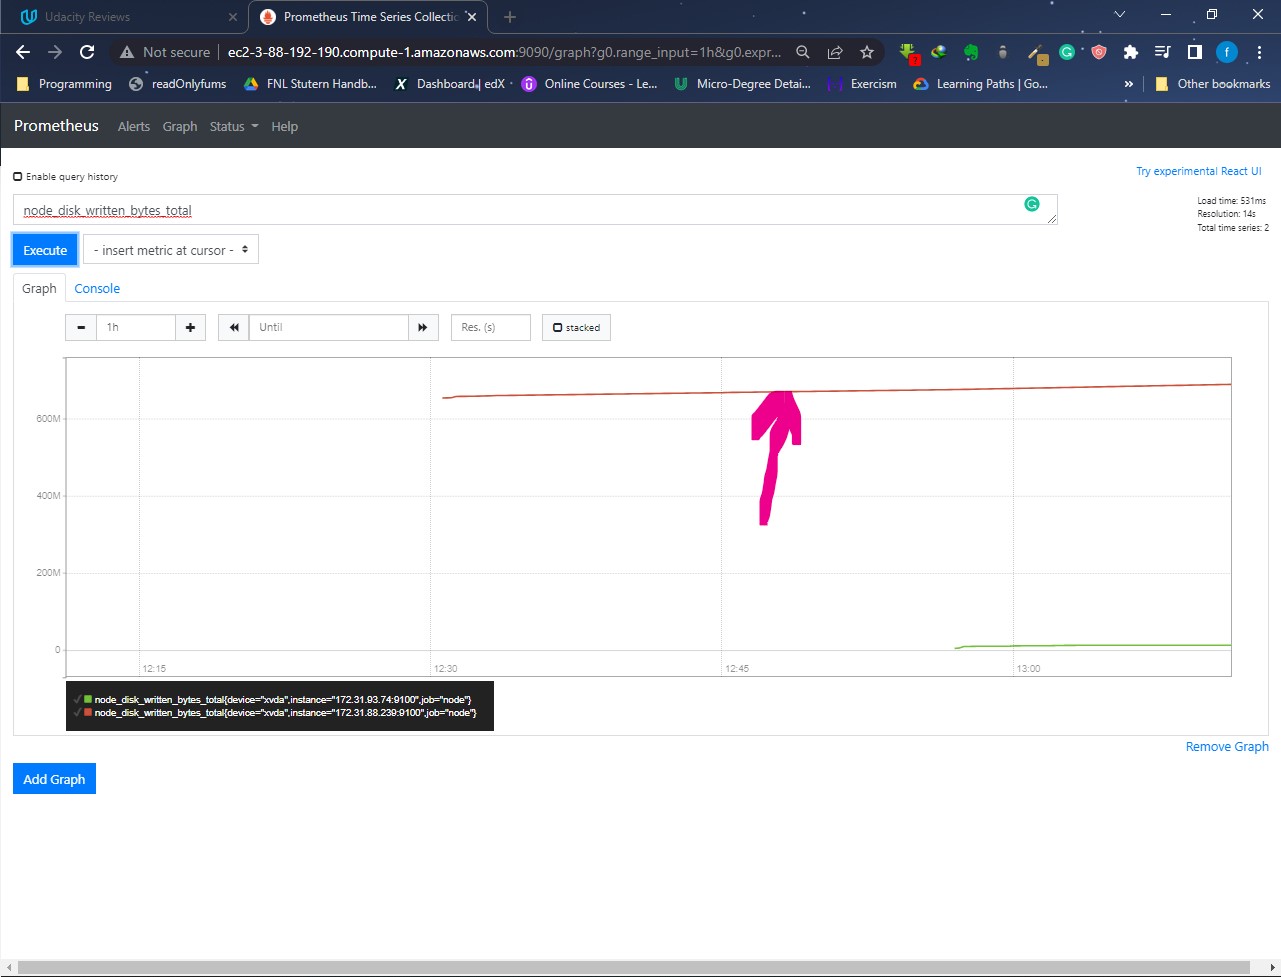 Udacity Reviews
Prometheus Time Series Collectic
Not secure
ec2-3-88-192-190.compute-1.amazonaws.com:9090/graph?g0.range_input=1h&g0.expr...
Programming
readOnlyfums
FNL Stutern Handb...
Dashboard | edX
Online Courses - Le...
Micro-Degree Detai...
Exercism
Learning Paths | Go...
»
Other bookmarks
Prometheus
Alerts
Graph
Status
Help
Enable query history
Try experimental React UI
node_disk_written_bytes_total
Load time: 531ms
Resolution: 14s
Total time series: 2
Execute
- insert metric at cursor -
Graph
Console
1h
Until
Res. (s)
stacked
600M
400M
200M
0
12:15
12:30
12:45
13:00
node_disk_written_bytes_total{device="xvda",instance="172.31.93.74:9100",job="node"}
node_disk_written_bytes_total{device="xvda",instance="172.31.88.239:9100",job="node"}
Remove Graph
Add Graph